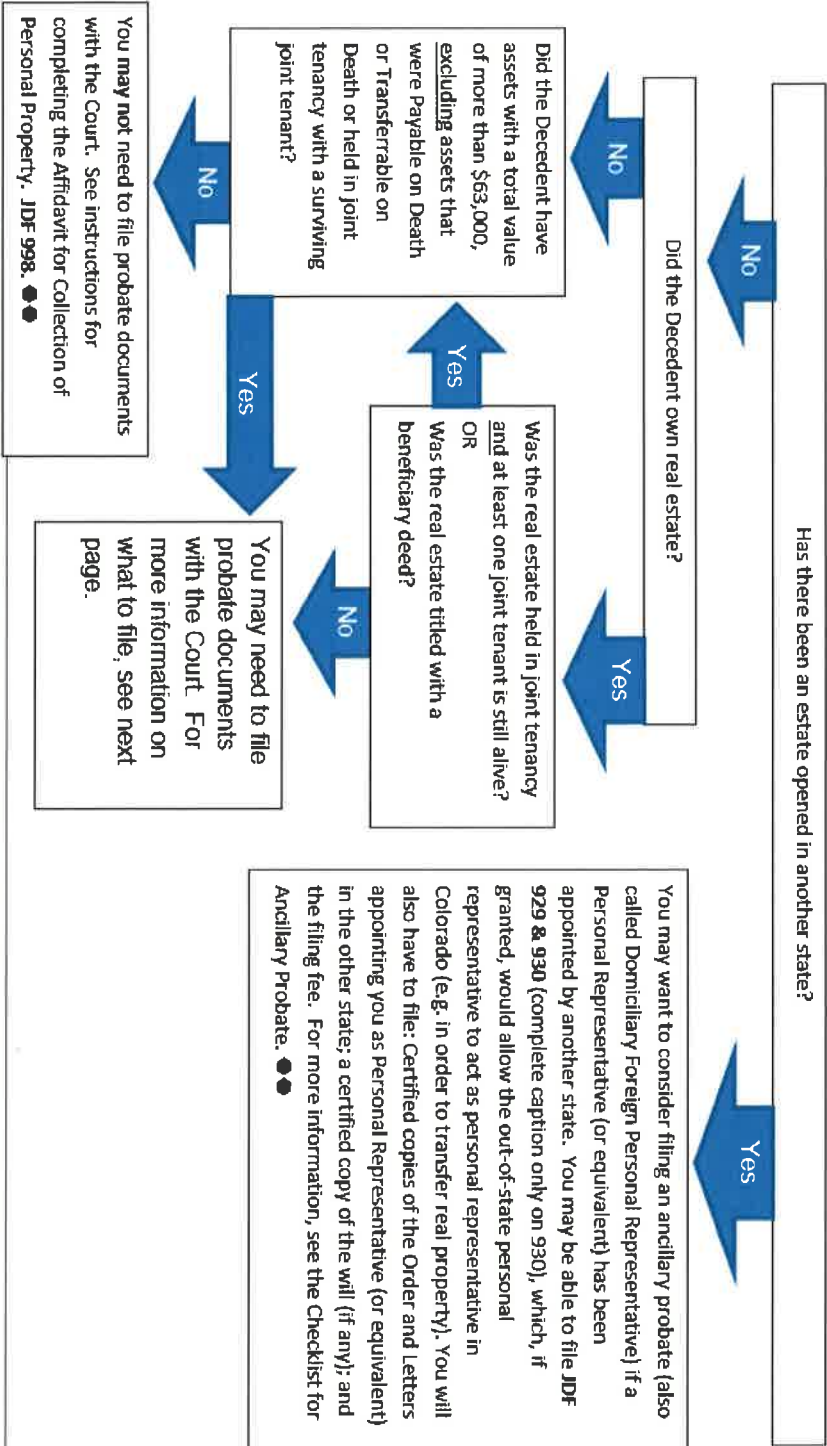 Has there been an estate opened in another state?
No
Yes
Did the Decedent own real estate?
No
Yes
You may want to consider filing an ancillary probate (also
called Domiciliary Foreign Personal Representative) if a
Personal Representative (or equivalent) has been
appointed by another state. You may be able to file JDF
929 & 930 (complete caption only on 930), which, if
granted, would allow the out-of-state personal
representative to act as personal representative in
Colorado (e.g. in order to transfer real property). You will
also have to file: Certified copies of the Order and Letters
appointing you as Personal Representative (or equivalent)
in the other state; a certified copy of the will (if any); and
the filing fee. For more information, see the Checklist for
Ancillary Probate. ⬣⬣
Did the Decedent have
assets with a total value
of more than $63,000,
excluding assets that
were Payable on Death
or Transferrable on
Death or held in joint
tenancy with a surviving
joint tenant?
Yes
Was the real estate held in joint tenancy
and at least one joint tenant is still alive?
OR
Was the real estate titled with a
beneficiary deed?
No
Yes
No
You may not need to file probate documents
with the Court. See instructions for
completing the Affidavit for Collection of
Personal Property. JDF 998. ⬣⬣
You may need to file
probate documents
with the Court. For
more information on
what to file, see next
page.